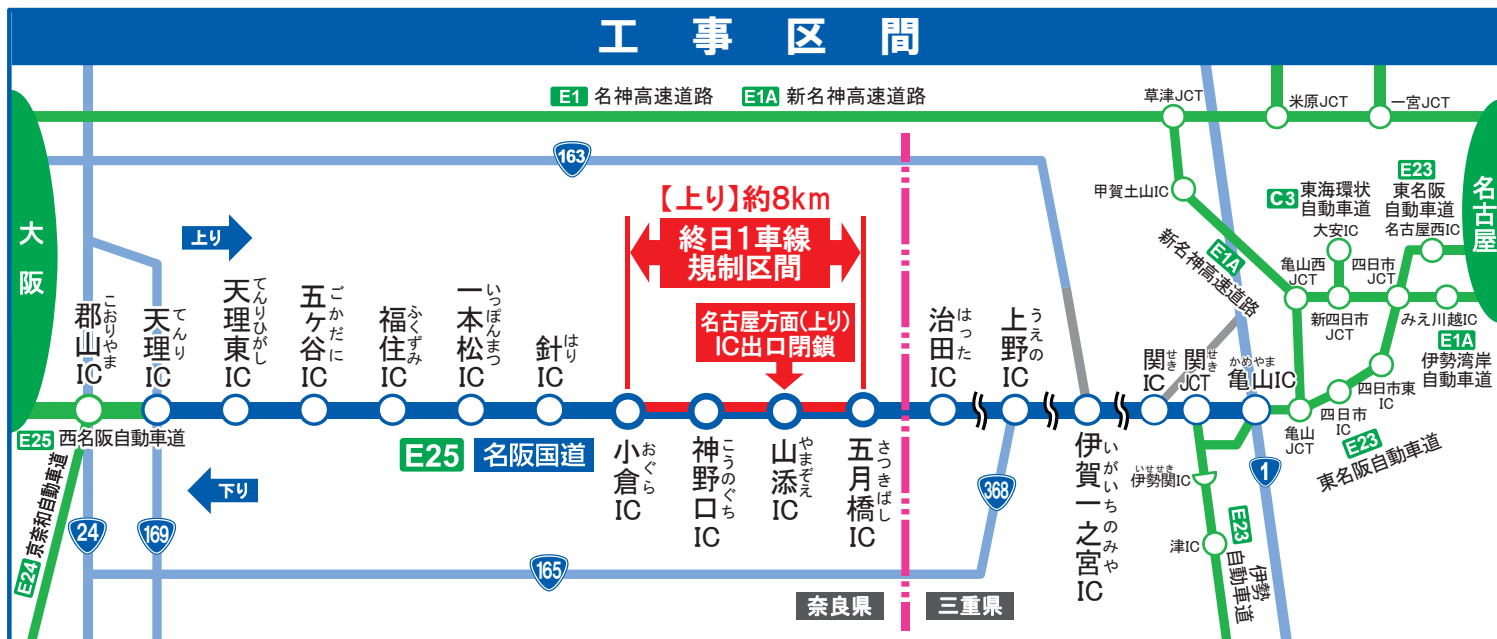 工事区間
E1 名神高速道路 E1A 新名神高速道路
草津JCT
米原JCT
一宮JCT
163
甲賀土山IC
E1A
新名神高速道路
C3 東海環状
自動車道
大安IC
E23
東名阪
自動車道
名古屋西IC
名古屋
大阪
上り
【上り】約8km
終日1車線
規制区間
名古屋方面(上り)
IC出口閉鎖
亀山西
JCT
四日市
JCT
新四日市
JCT
みえ川越IC
E1A
伊勢湾岸
自動車道
こおりやま
郡山IC
てんり
天理IC
てんりひがし
天理東IC
ごかだに
五ケ谷IC
ふくずみ
福住IC
いっぽんまつ
一本松IC
はり
針IC
はった
治田IC
うえの
上野IC
せき
関IC
せき
関JCT
かめやま
亀山IC
亀山
JCT
四日市
IC
四日市東
IC
E23
東名阪自動車道
E25 西名阪自動車道
E25 名阪国道
おぐら
小倉IC
こうのぐち
神野口IC
やまぞえ
山添IC
さつきばし
五月橋IC
いがいちのみや
伊賀一之宮IC
いせせき
伊勢関IC
1
368
下り
24
169
E24 京奈和自動車道
165
津IC
E23
伊勢
自動車道
奈良県
三重県